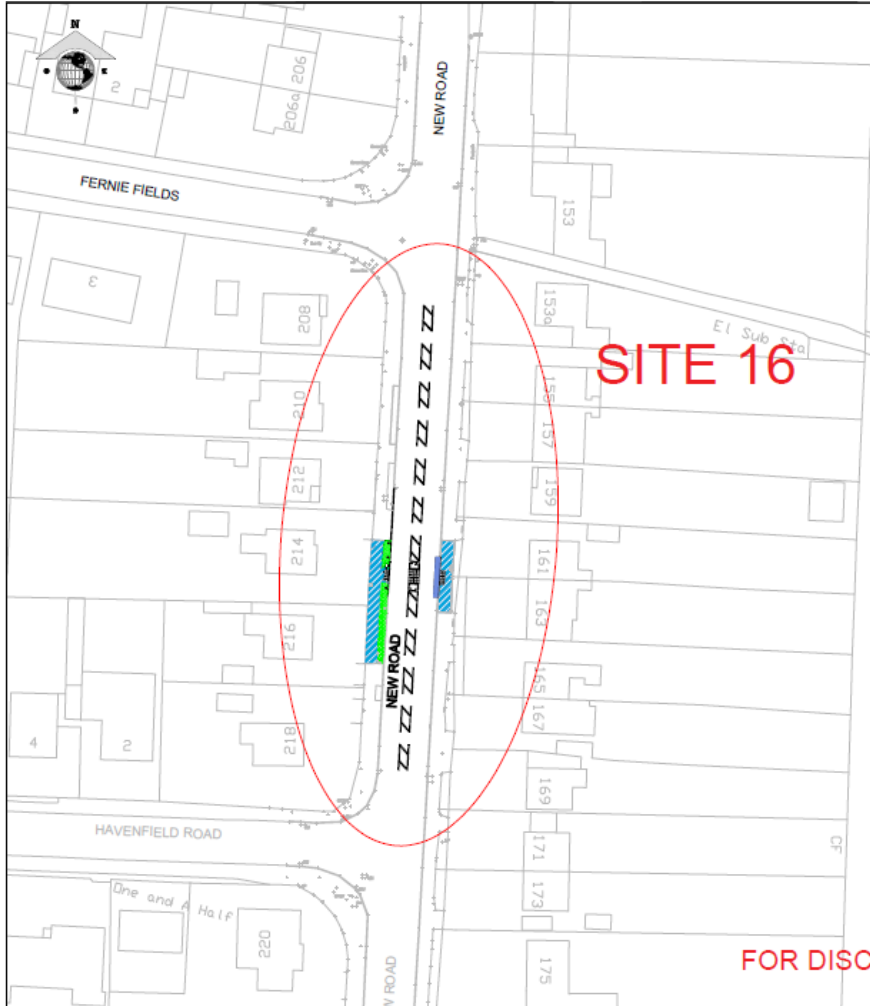 N
2
206a 206
NEW ROAD
FERNIE FIELDS
3
208
153
153a
El Sub Sta
SITE 16
155
157
210
212
159
214
161
163
216
NEW ROAD
165
167
4
2
218
169
HAVENFIELD ROAD
171
173
CF
One and A Half
220
175
FOR DISC
W ROAD